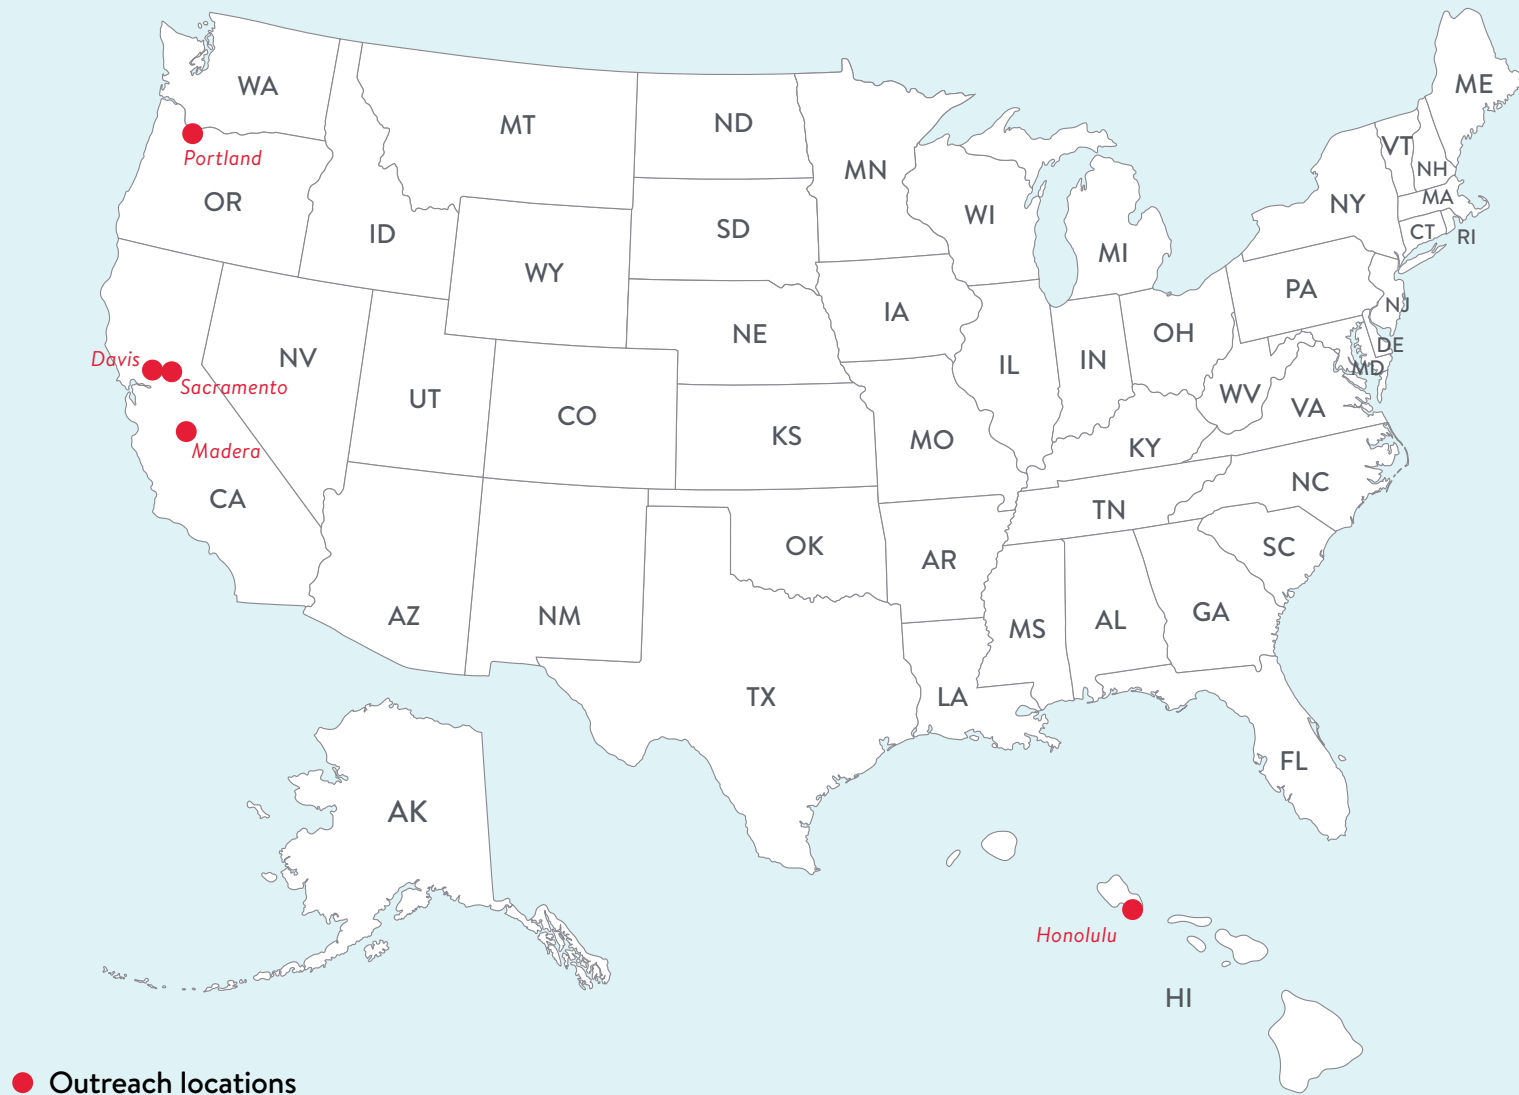 WA
MT
ND
MN
ME
VT
NH
Portland
OR
ID
SD
WI
MI
NY
MA
CT
RI
WY
IA
PA
NJ
NE
OH
DE
Davis
Sacramento
NV
UT
CO
IL
IN
MD
WV
VA
Madera
CA
KS
MO
KY
NC
TN
OK
AR
SC
AZ
NM
MS
AL
GA
TX
LA
FL
AK
Honolulu
HI
Outreach locations